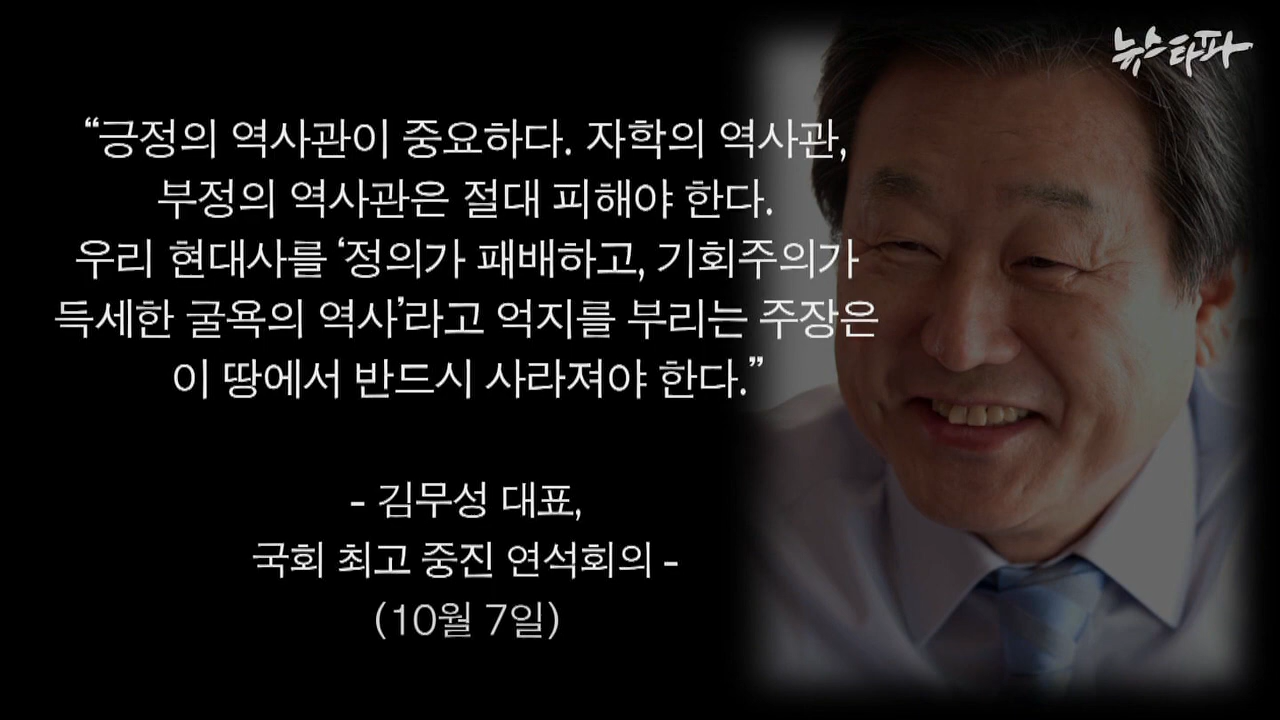 뉴스타파
“긍정의 역사관이 중요하다. 자학의 역사관,
부정의 역사관은 절대 피해야 한다.
우리 현대사를 ‘정의가 패배하고, 기회주의가
득세한 굴욕의 역사’라고 억지를 부리는 주장은
이 땅에서 반드시 사라져야 한다.”
- 김무성 대표,
국회 최고 중진 연석회의 -
(10월 7일)